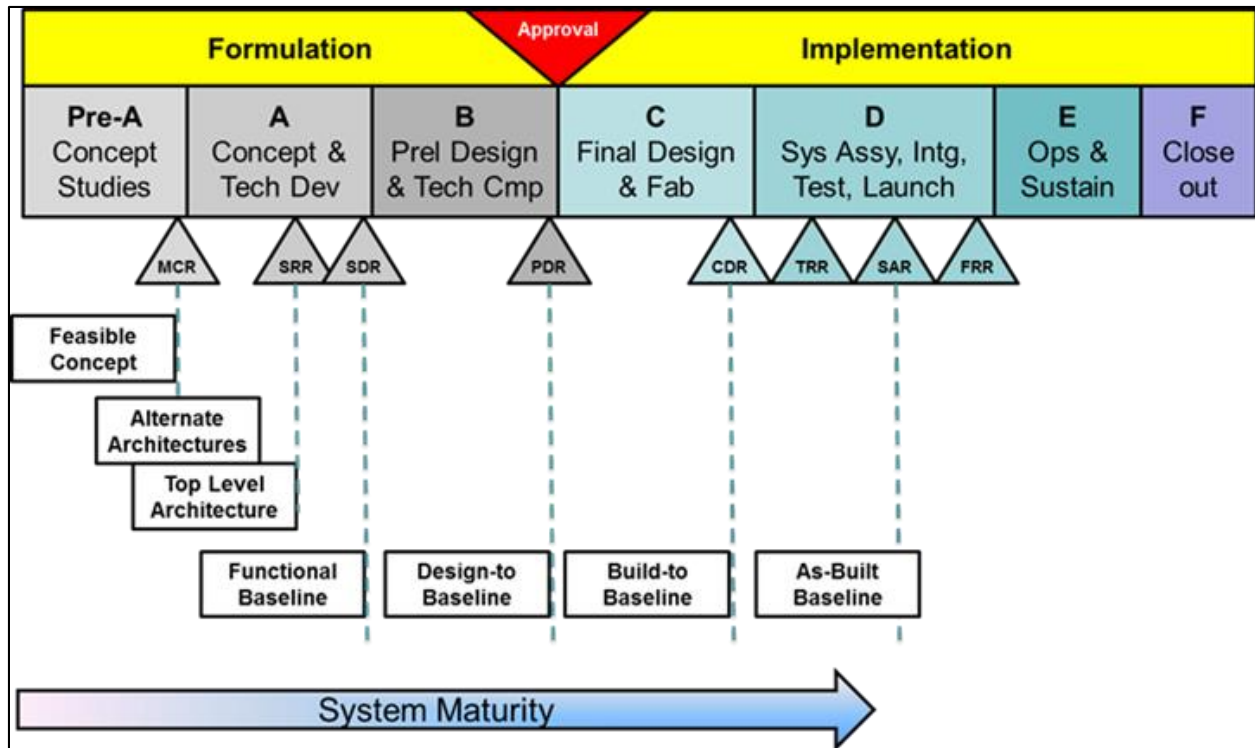 Approval
Formulation
Implementation
Pre-A
Concept
Studies
A
Concept &
Tech Dev
B
Prel Design
& Tech Cmp
C
Final Design
& Fab
D
Sys Assy, Intg,
Test, Launch
E
Ops &
Sustain
F
Close
out
MCR
SRR
SDR
PDR
CDR
TRR
SAR
FRR
Feasible
Concept
Alternate
Architectures
Top Level
Architecture
Functional
Baseline
Design-to
Baseline
Build-to
Baseline
As-Built
Baseline
System Maturity